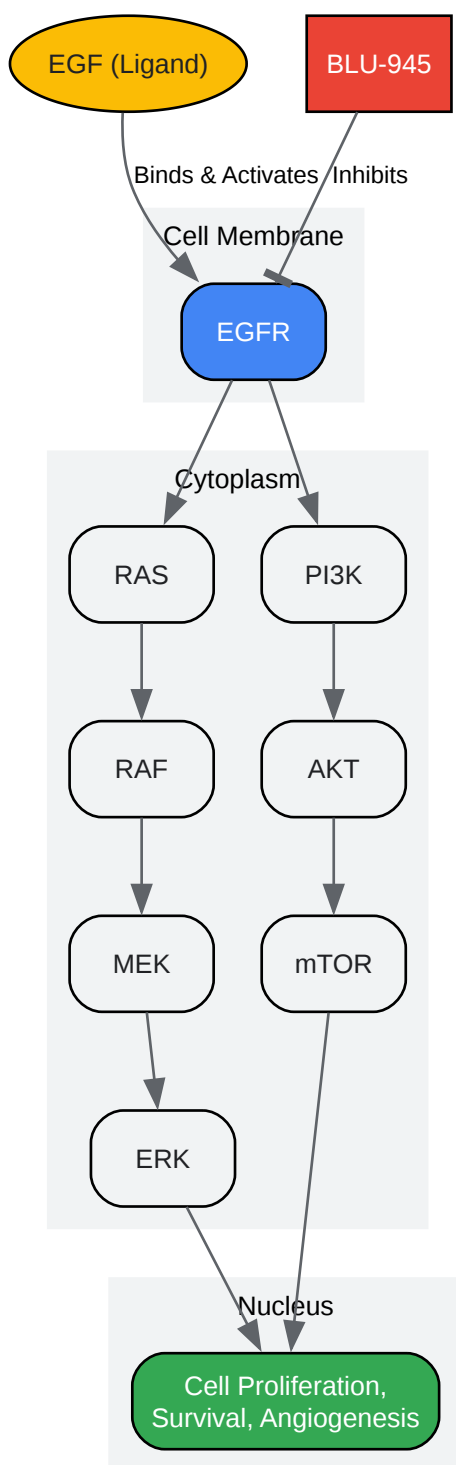 EGF (Ligand)
BLU-945
Binds & Activates
Inhibits
Cell Membrane
EGFR
Cytoplasm
RAS
PI3K
RAF
AKT
MEK
mTOR
ERK
Nucleus
Cell Proliferation,
Survival, Angiogenesis